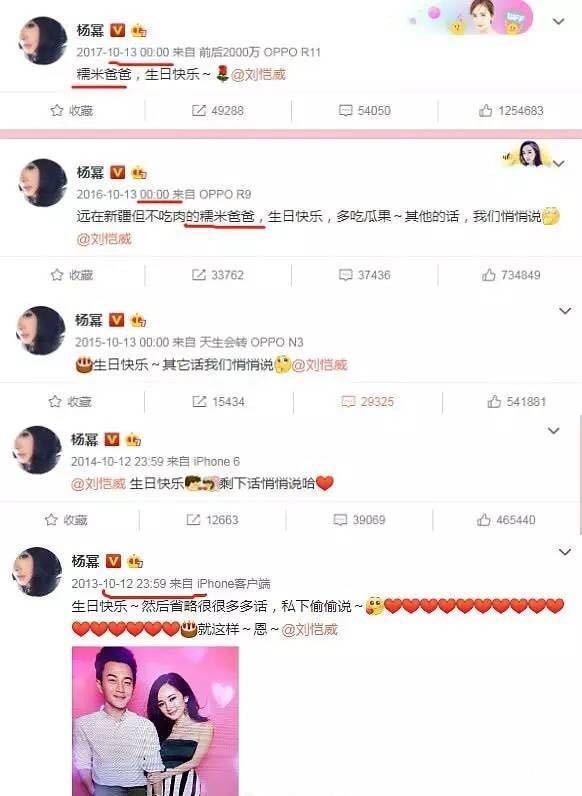 杨幂
2017-10-13 00:00 来自 前后2000万 OPPO R11
糯米爸爸，生日快乐～@刘恺威
收藏 49288 54050 1254683
杨幂
2016-10-13 00:00 来自 OPPO R9
远在新疆但不吃肉的糯米爸爸，生日快乐，多吃瓜果～其他的话，我们悄悄说
@刘恺威
收藏 33762 37436 734849
杨幂
2015-10-13 00:00 来自 天生会转 OPPO N3
生日快乐～其它话我们悄悄说@刘恺威
收藏 15434 29325 541881
杨幂
2014-10-12 23:59 来自 iPhone 6
@刘恺威 生日快乐剩下话悄悄说哈
收藏 12663 39069 465440
杨幂
2013-10-12 23:59 来自 iPhone客户端
生日快乐～然后省略很很多多话，私下偷偷说～
就这样～恩～@刘恺威